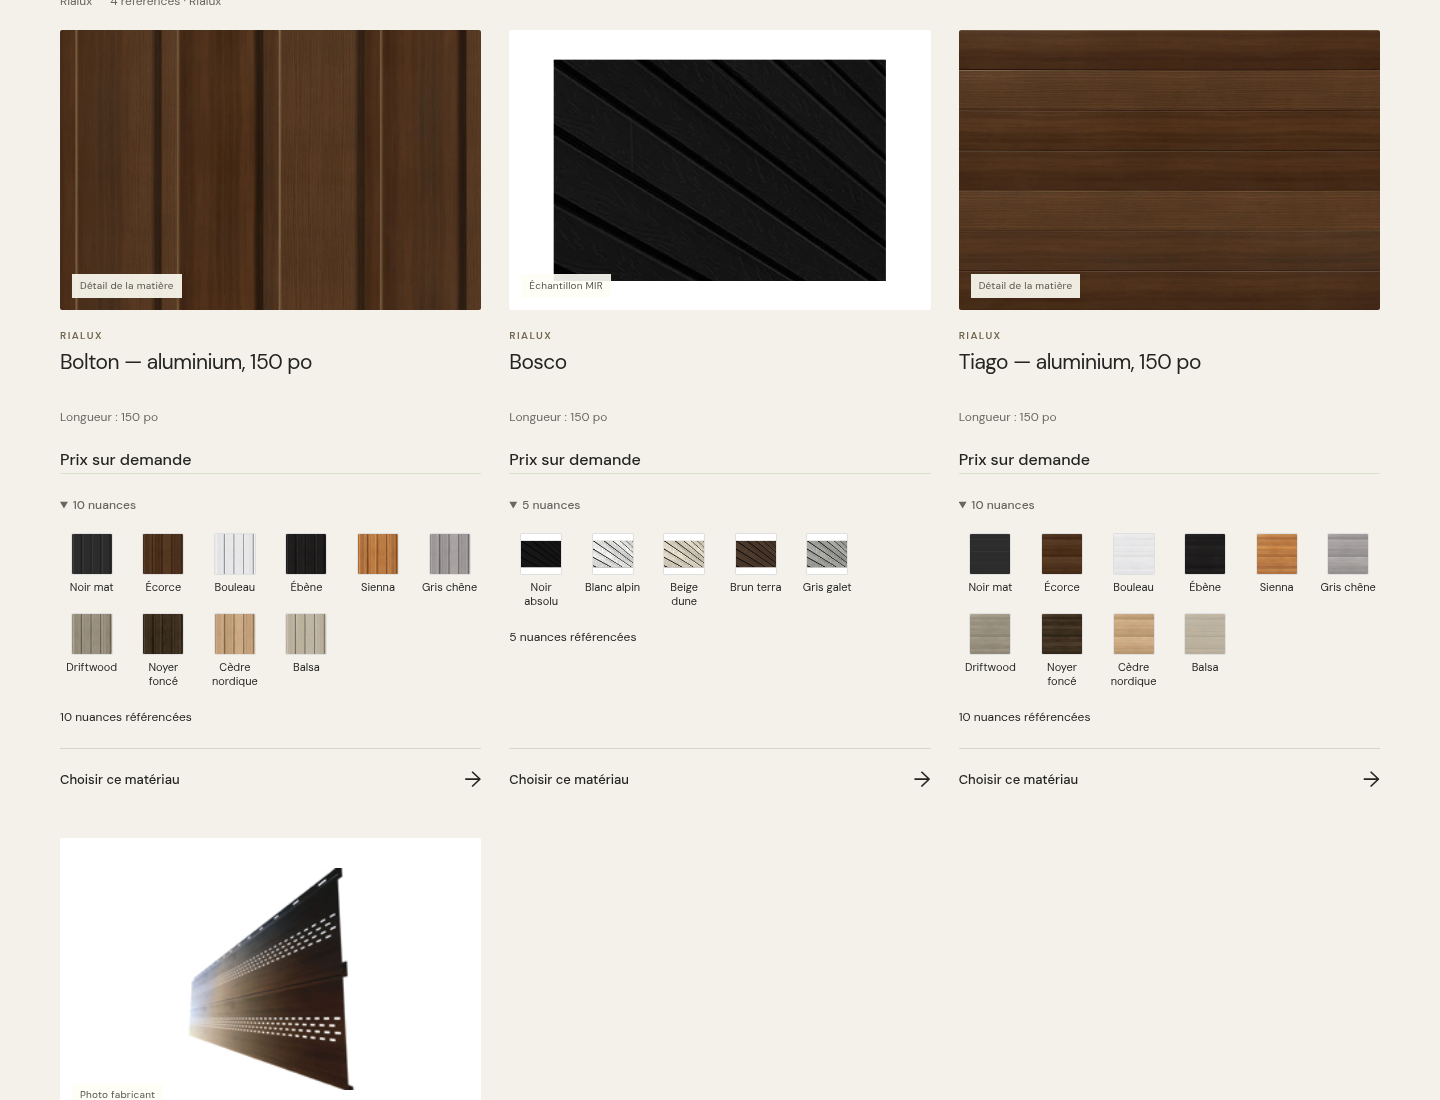 Rialux 4 références · Rialux
Détail de la matière
Échantillon MIR
Détail de la matière
RIALUX
Bolton — aluminium, 150 po
Longueur : 150 po
Prix sur demande
▼ 10 nuances
Noir mat
Écorce
Bouleau
Ébène
Sienna
Gris chêne
Driftwood
Noyer
foncé
Cèdre
nordique
Balsa
10 nuances référencées
Choisir ce matériau →
RIALUX
Bosco
Longueur : 150 po
Prix sur demande
▼ 5 nuances
Noir
absolu
Blanc alpin
Beige
dune
Brun terra
Gris galet
5 nuances référencées
Choisir ce matériau →
RIALUX
Tiago — aluminium, 150 po
Longueur : 150 po
Prix sur demande
▼ 10 nuances
Noir mat
Écorce
Bouleau
Ébène
Sienna
Gris chêne
Driftwood
Noyer
foncé
Cèdre
nordique
Balsa
10 nuances référencées
Choisir ce matériau →
Photo fabricant